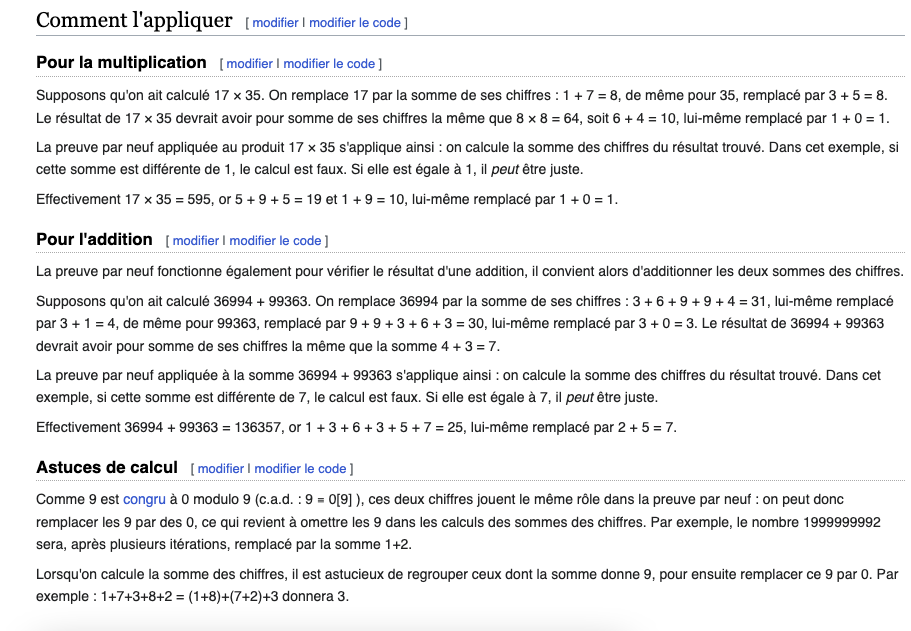 Comment l'appliquer [ modifier | modifier le code ]
Pour la multiplication [ modifier | modifier le code ]
Supposons qu'on ait calculé 17 × 35. On remplace 17 par la somme de ses chiffres : 1 + 7 = 8, de même pour 35, remplacé par 3 + 5 = 8.
Le résultat de 17 × 35 devrait avoir pour somme de ses chiffres la même que 8 × 8 = 64, soit 6 + 4 = 10, lui-même remplacé par 1 + 0 = 1.
La preuve par neuf appliquée au produit 17 × 35 s'applique ainsi : on calcule la somme des chiffres du résultat trouvé. Dans cet exemple, si
cette somme est différente de 1, le calcul est faux. Si elle est égale à 1, il peut être juste.
Effectivement 17 × 35 = 595, or 5 + 9 + 5 = 19 et 1 + 9 = 10, lui-même remplacé par 1 + 0 = 1.
Pour l'addition [ modifier | modifier le code ]
La preuve par neuf fonctionne également pour vérifier le résultat d'une addition, il convient alors d'additionner les deux sommes des chiffres.
Supposons qu'on ait calculé 36994 + 99363. On remplace 36994 par la somme de ses chiffres : 3 + 6 + 9 + 9 + 4 = 31, lui-même remplacé
par 3 + 1 = 4, de même pour 99363, remplacé par 9 + 9 + 3 + 6 + 3 = 30, lui-même remplacé par 3 + 0 = 3. Le résultat de 36994 + 99363
devrait avoir pour somme de ses chiffres la même que la somme 4 + 3 = 7.
La preuve par neuf appliquée à la somme 36994 + 99363 s'applique ainsi : on calcule la somme des chiffres du résultat trouvé. Dans cet
exemple, si cette somme est différente de 7, le calcul est faux. Si elle est égale à 7, il peut être juste.
Effectivement 36994 + 99363 = 136357, or 1 + 3 + 6 + 3 + 5 + 7 = 25, lui-même remplacé par 2 + 5 = 7.
Astuces de calcul [ modifier | modifier le code ]
Comme 9 est congru à 0 modulo 9 (c.a.d. : 9 ≡ 0[9] ), ces deux chiffres jouent le même rôle dans la preuve par neuf : on peut donc
remplacer les 9 par des 0, ce qui revient à omettre les 9 dans les calculs des sommes des chiffres. Par exemple, le nombre 1999999992
sera, après plusieurs itérations, remplacé par la somme 1+2.
Lorsqu'on calcule la somme des chiffres, il est astucieux de regrouper ceux dont la somme donne 9, pour ensuite remplacer ce 9 par 0. Par
exemple : 1+7+3+8+2 = (1+8)+(7+2)+3 donnera 3.